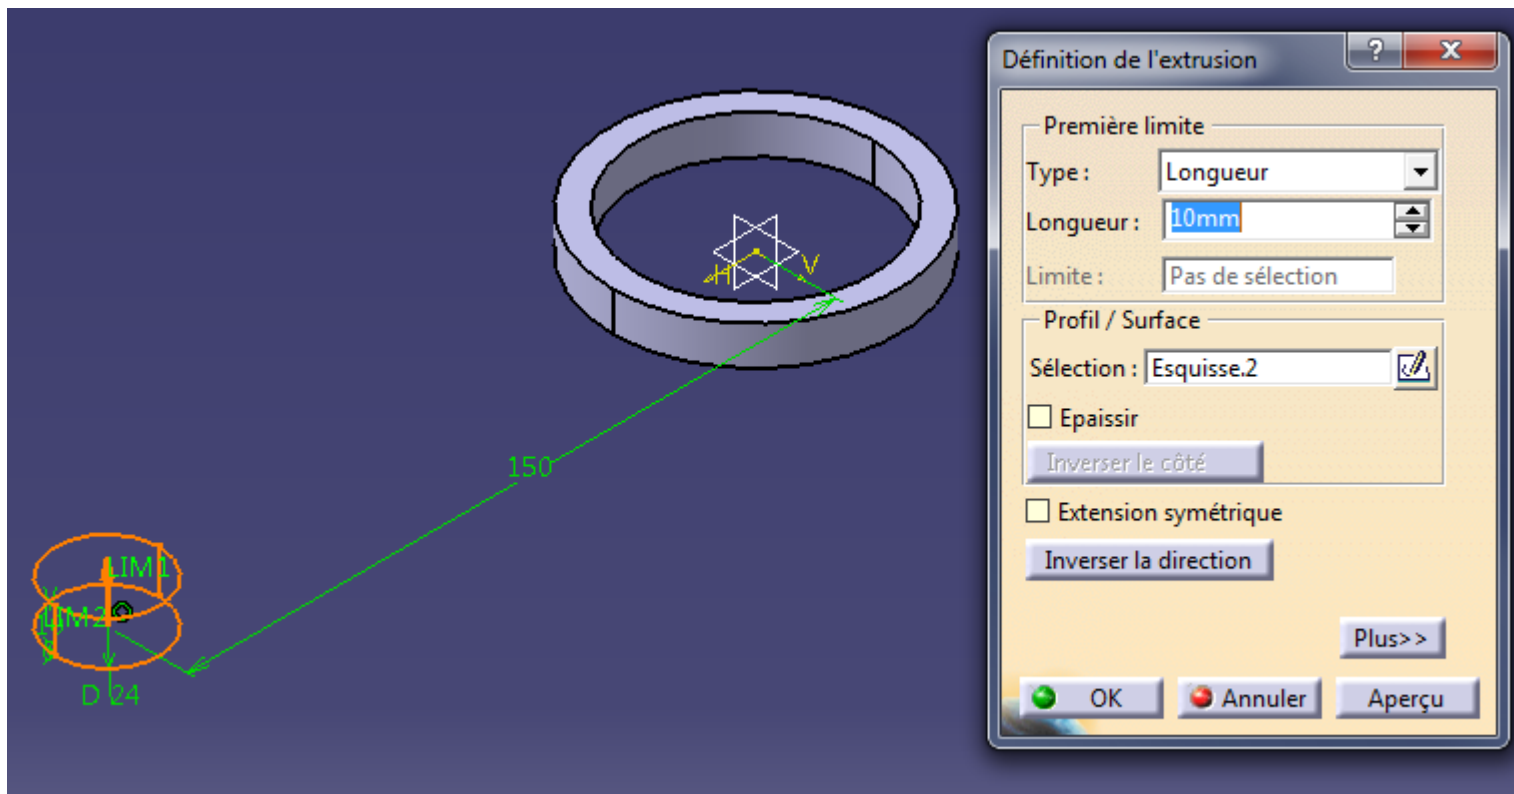 Définition de l'extrusion
?
X
Première limite
Type :
Longueur
Longueur :
10mm
Limite :
Pas de sélection
Profil / Surface
Sélection :
Esquisse.2
Epaissir
Inverser le côté
Extension symétrique
Inverser la direction
Plus>>
OK
Annuler
Aperçu
H
V
150
LIM1
LIM2
D 24